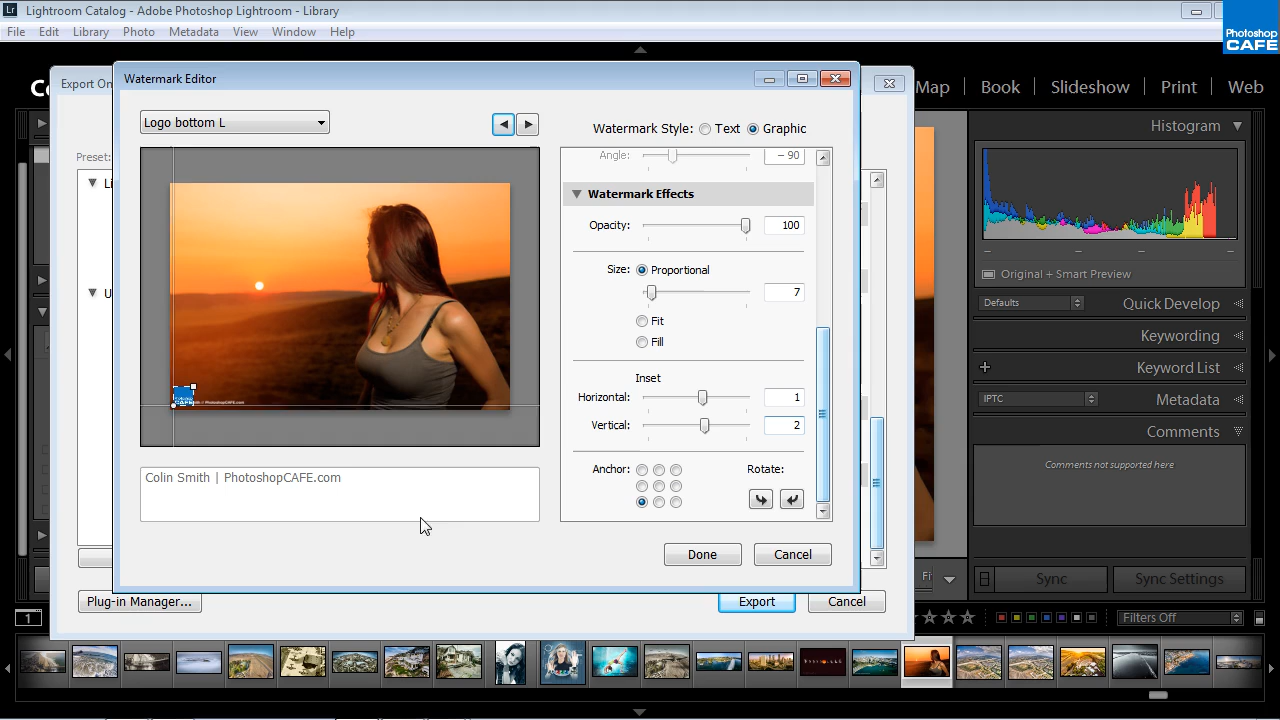 Lightroom Catalog - Adobe Photoshop Lightroom - Library
File Edit Library Photo Metadata View Window Help
Photoshop
CAFE
Export On
Watermark Editor
Map | Book | Slideshow | Print | Web
Logo bottom L
Watermark Style: Text Graphic
Histogram
Preset:
Angle: - 90
Watermark Effects
Opacity: 100
Size: Proportional
7
Fit
Fill
Inset
Horizontal: 1
Vertical: 2
Anchor: Rotate:
Colin Smith | PhotoshopCAFE.com
Done Cancel
Plug-in Manager... Export Cancel
Original + Smart Preview
Defaults Quick Develop
Keywording
Keyword List
IPTC Metadata
Comments
Comments not supported here
Sync Sync Settings
1 Filters Off